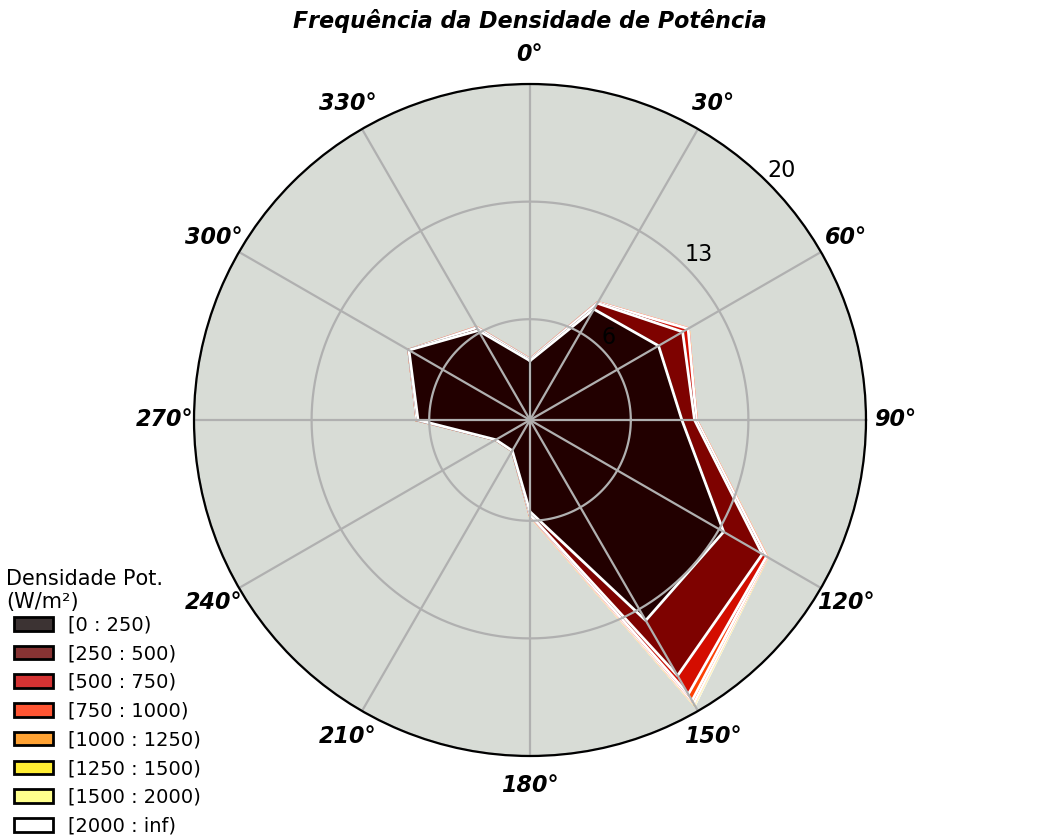 Frequência da Densidade de Potência
0°
330°
30°
20
300°
60°
13
6
270°
90°
Densidade Pot.
(W/m²)
240°
120°
[0 : 250)
[250 : 500)
[500 : 750)
[750 : 1000)
210°
150°
[1000 : 1250)
[1250 : 1500)
180°
[1500 : 2000)
[2000 : inf)